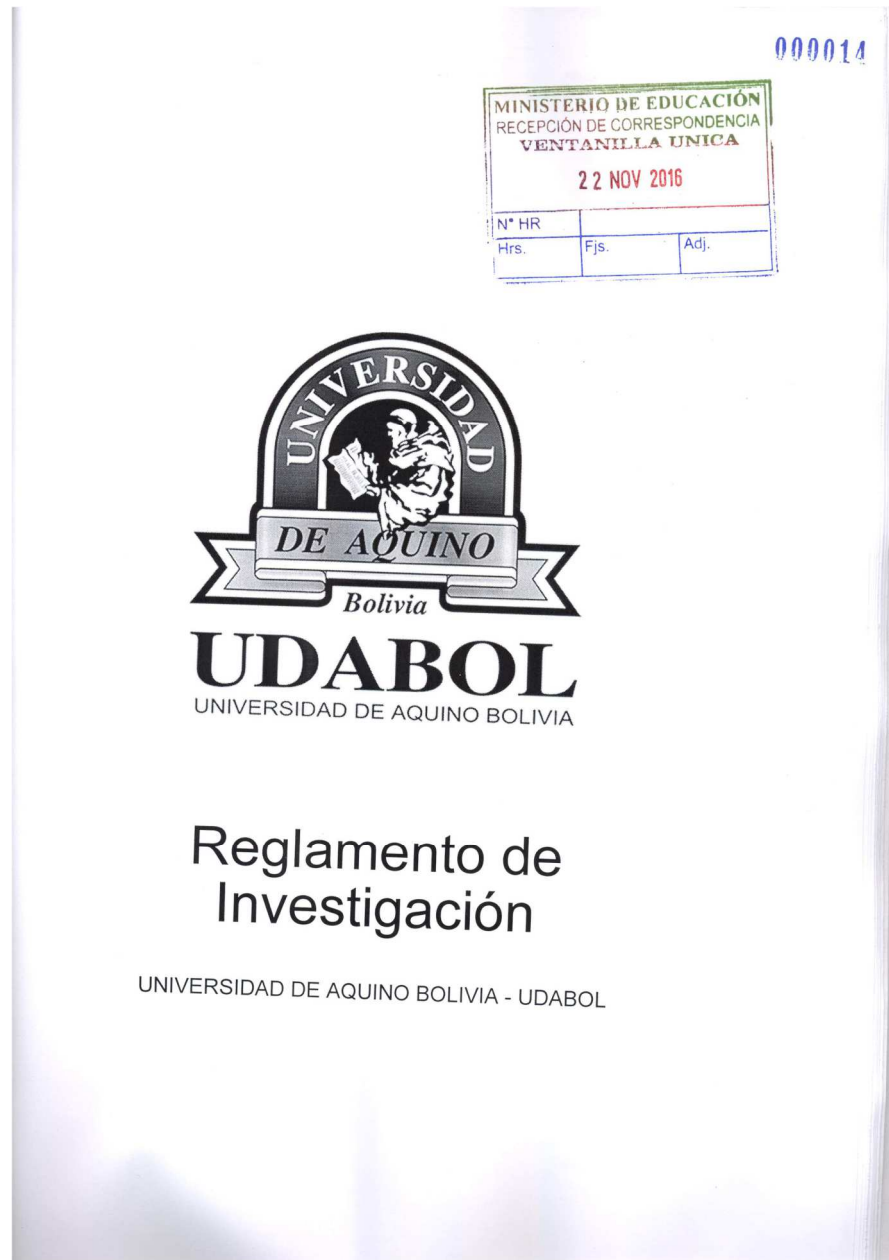 000014
MINISTERIO DE EDUCACIÓN
RECEPCIÓN DE CORRESPONDENCIA
VENTANILLA UNICA
22 NOV 2016
N° HR
Hrs. Fjs. Adj.
UNIVERSIDAD
DE AQUINO
Bolivia
UDABOL
UNIVERSIDAD DE AQUINO BOLIVIA
Reglamento de
Investigación
UNIVERSIDAD DE AQUINO BOLIVIA - UDABOL